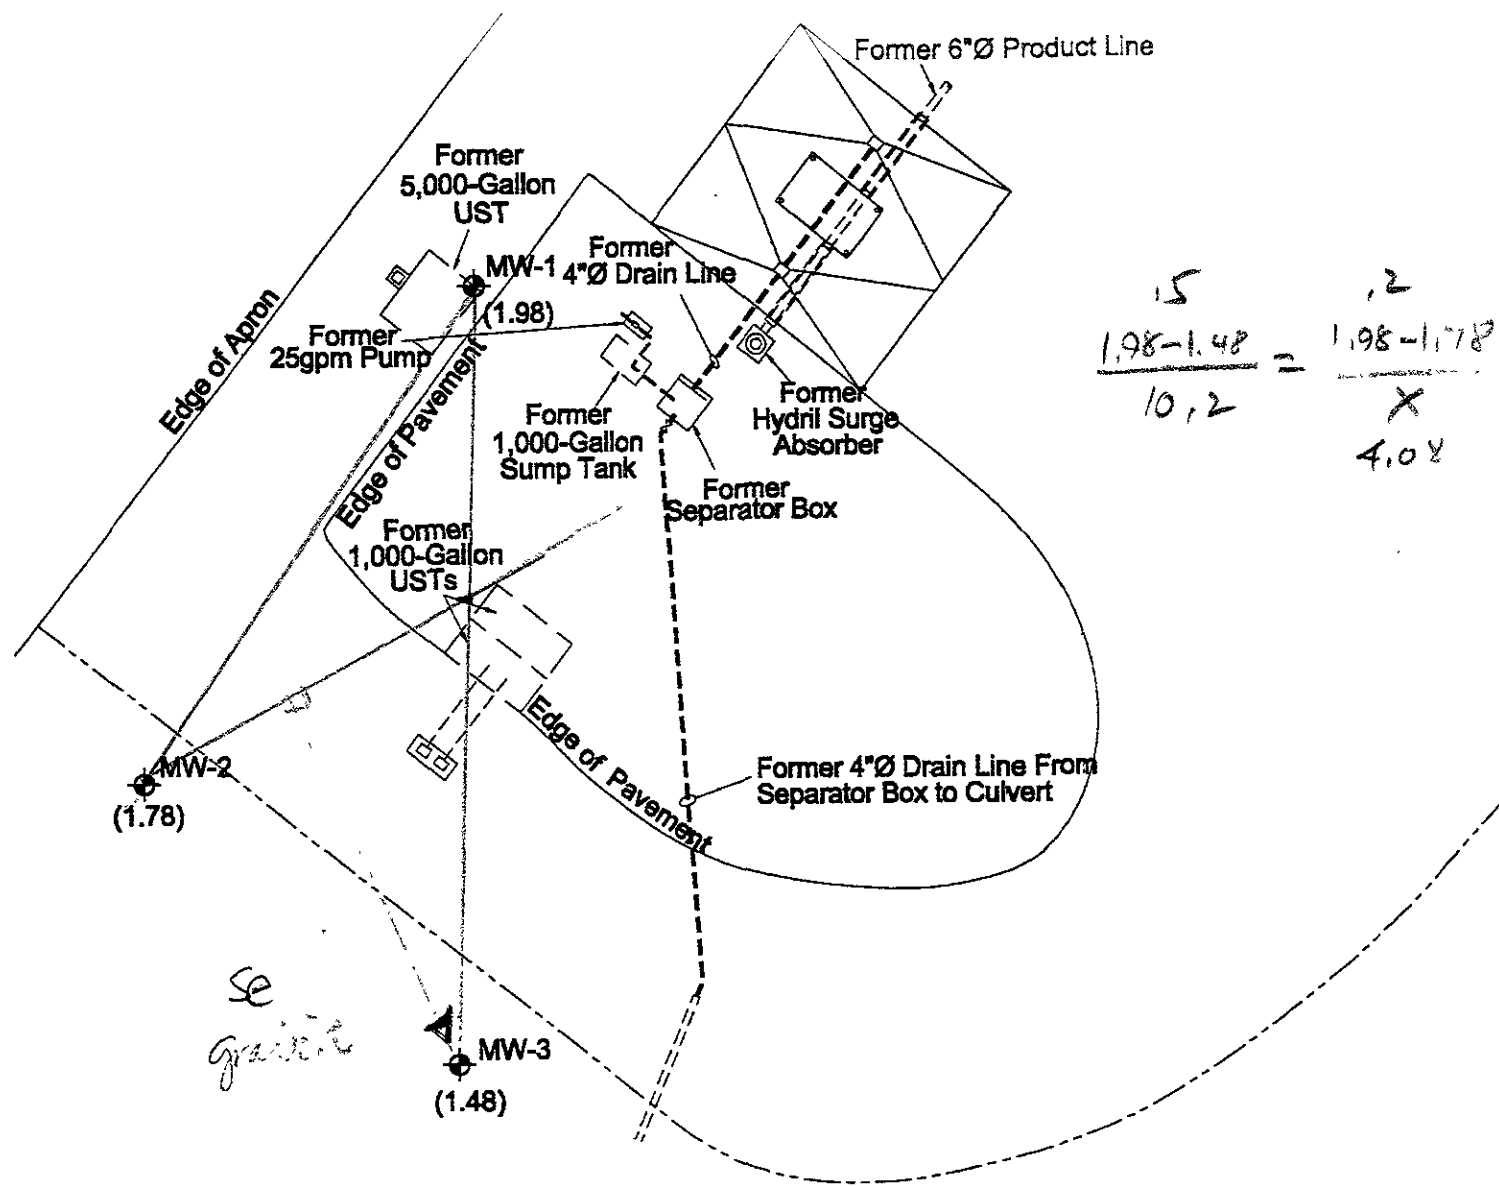 Former 6"Ø Product Line
Former
5,000-Gallon
UST
MW-1
(1.98)
Former
4"Ø Drain Line
Edge of Apron
Former
25gpm Pump
Edge of Pavement
Former
1,000-Gallon
Sump Tank
Former
Hydril Surge
Absorber
Former
Separator Box
Former
1,000-Gallon
USTs
.5 .2
1.98-1.48 = 1.98-1.78
10.2 X
Edge of Pavement
MW-2
(1.78)
Former 4"Ø Drain Line From
Separator Box to Culvert
SE
MW-3
(1.48)